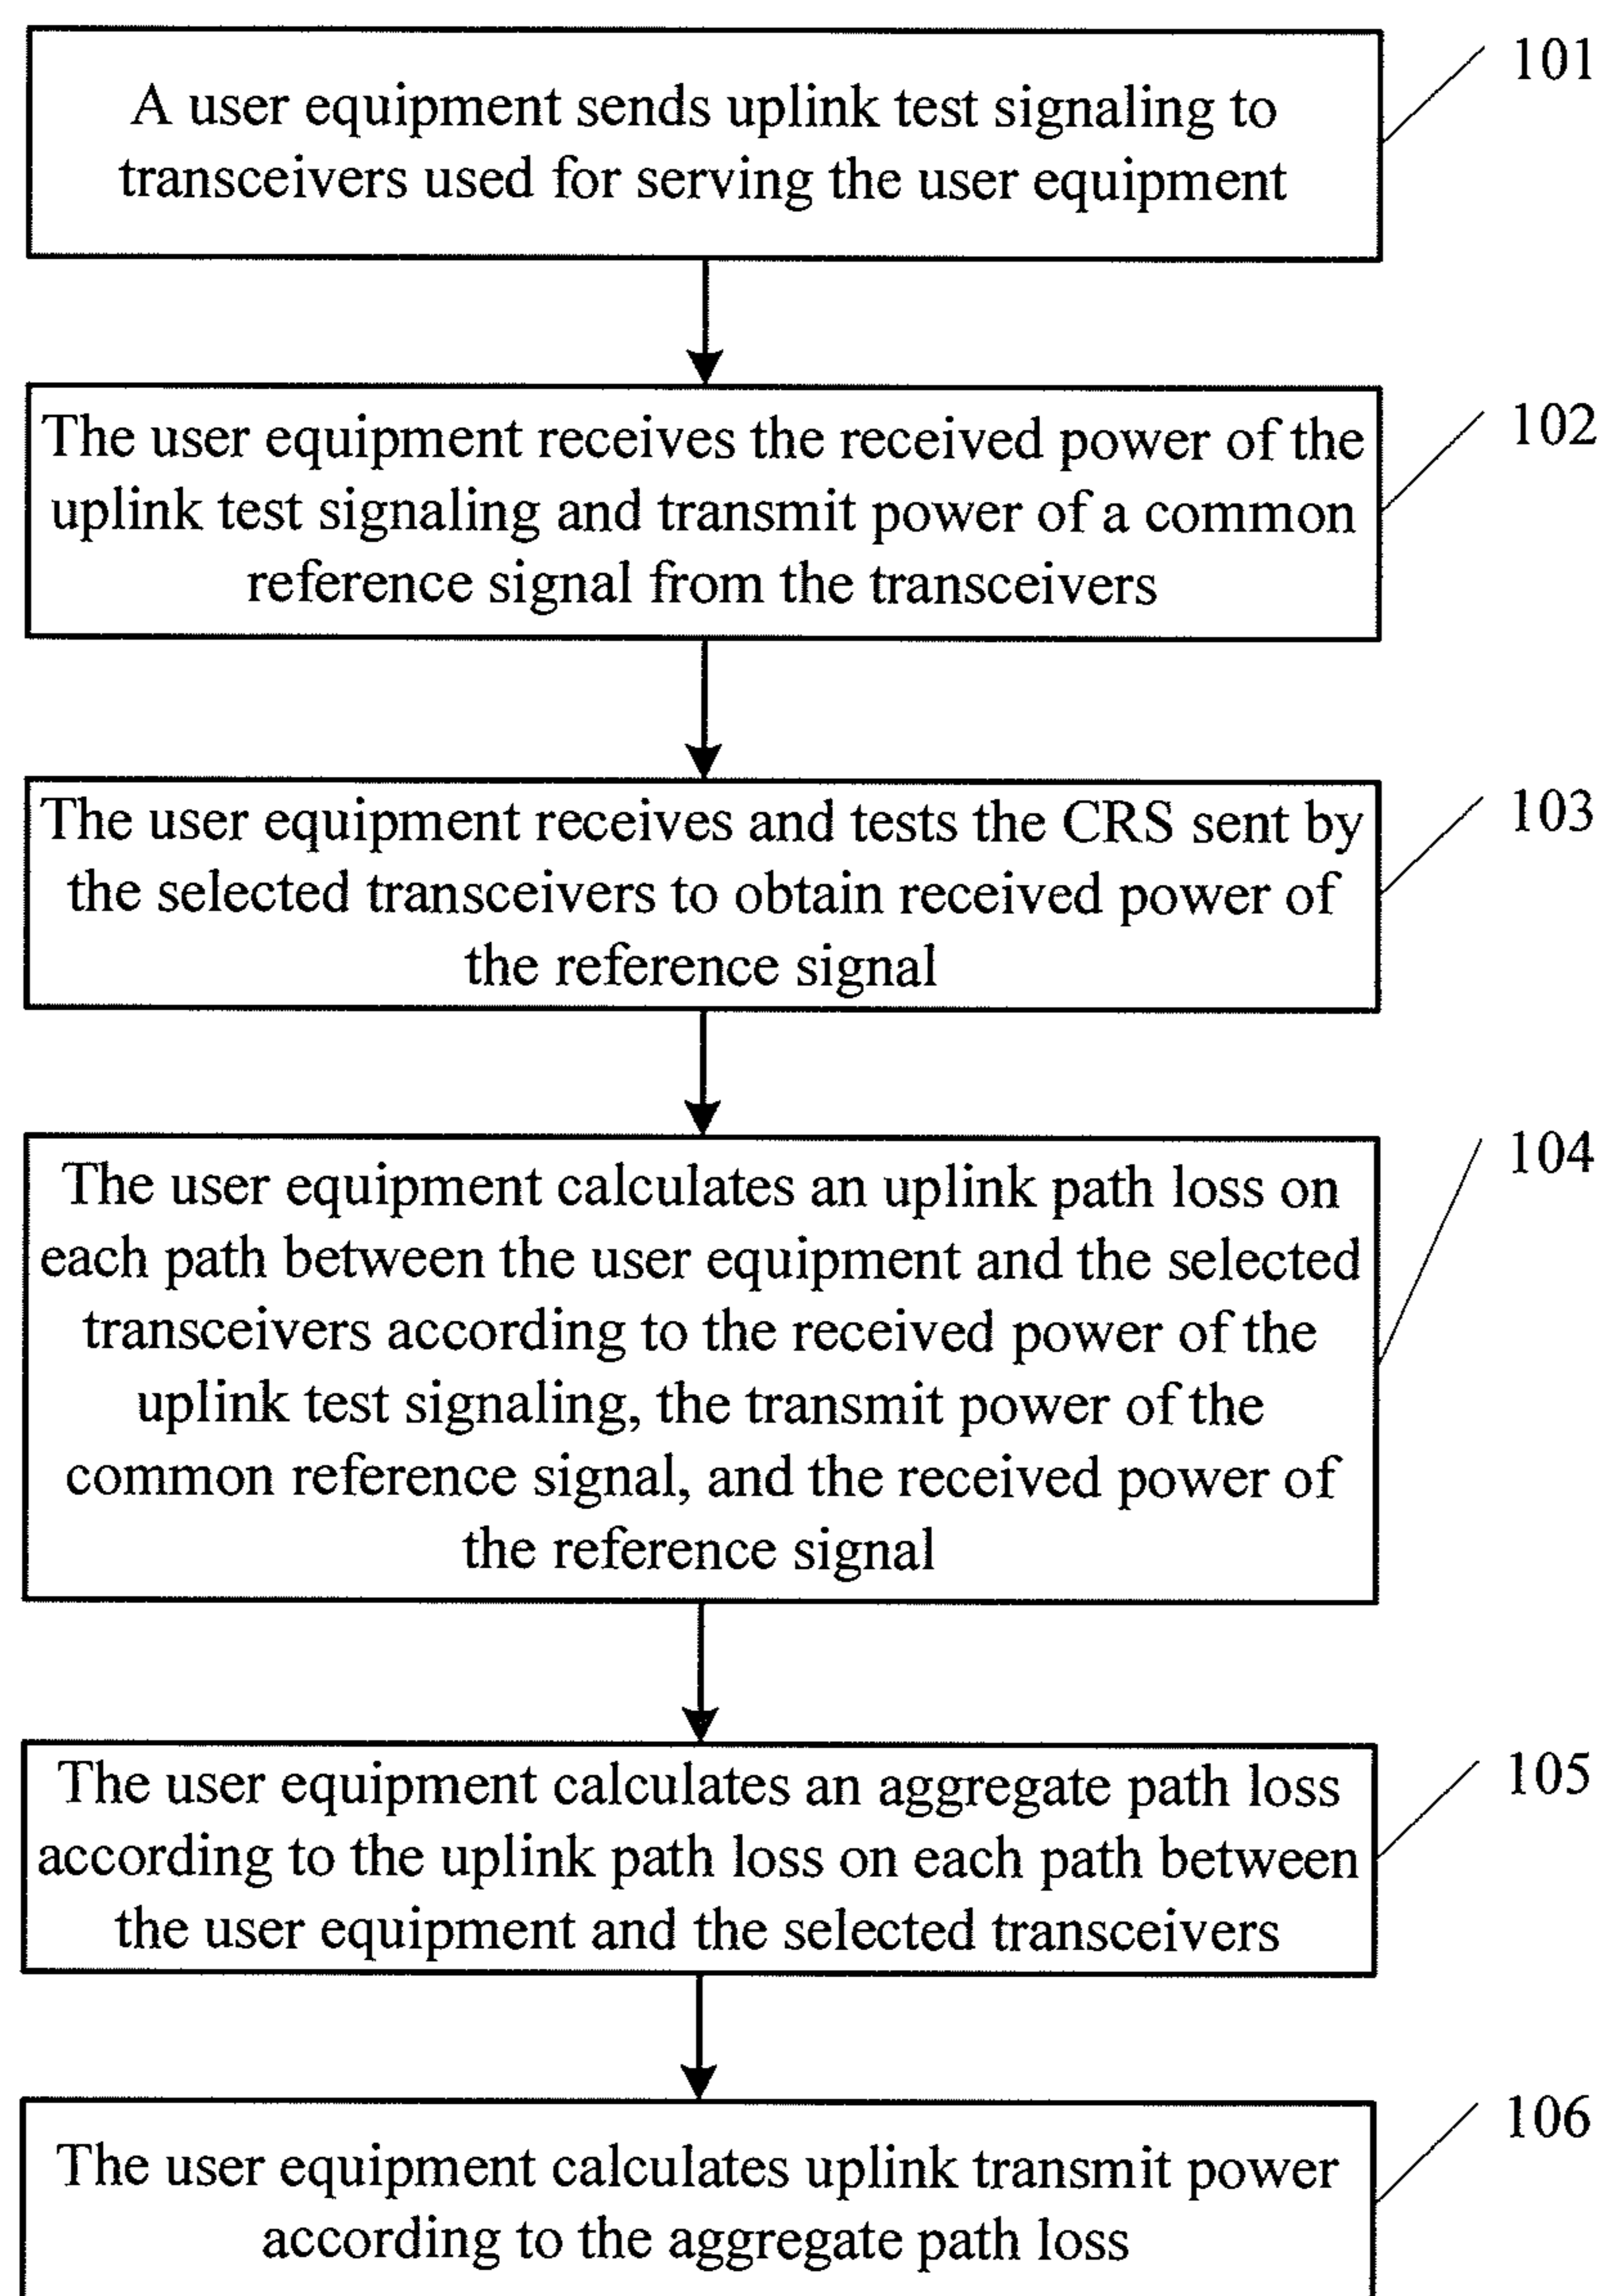 101
A user equipment sends uplink test signaling to
transceivers used for serving the user equipment
102
The user equipment receives the received power of the
uplink test signaling and transmit power of a common
reference signal from the transceivers
103
The user equipment receives and tests the CRS sent by
the selected transceivers to obtain received power of
the reference signal
104
The user equipment calculates an uplink path loss on
each path between the user equipment and the selected
transceivers according to the received power of the
uplink test signaling, the transmit power of the
common reference signal, and the received power of
the reference signal
105
The user equipment calculates an aggregate path loss
according to the uplink path loss on each path between
the user equipment and the selected transceivers
106
The user equipment calculates uplink transmit power
according to the aggregate path loss